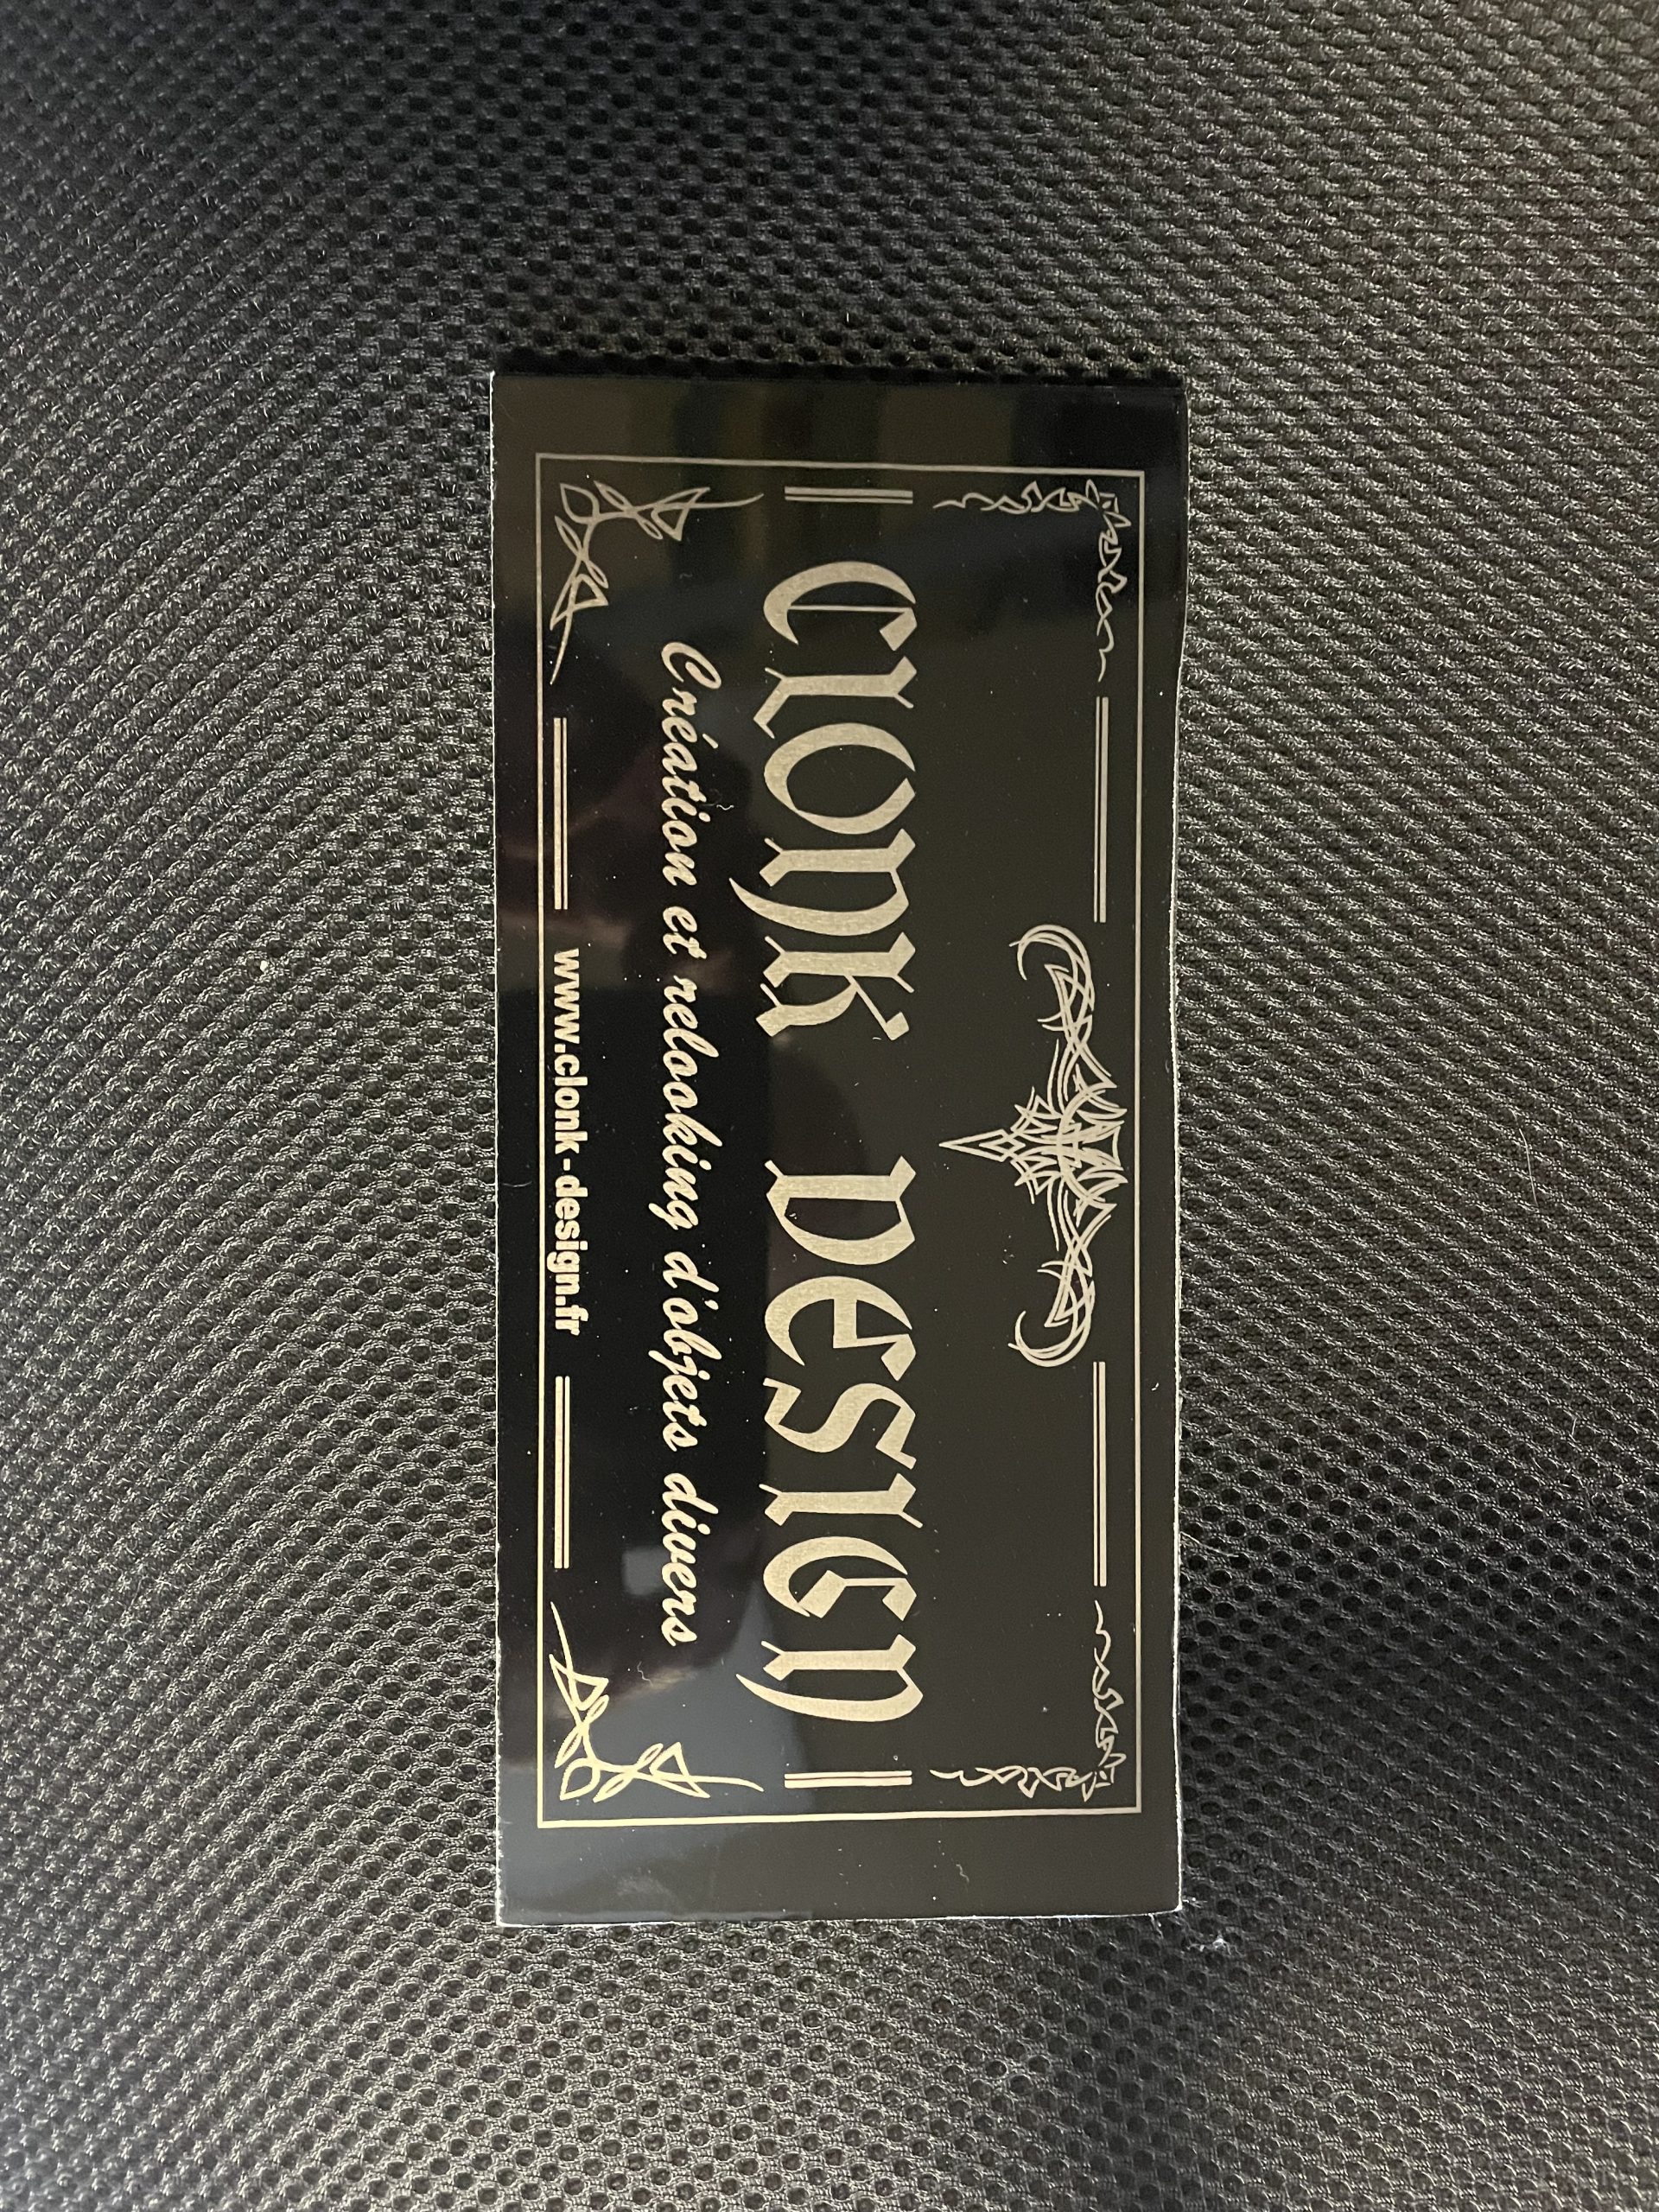 Clonk Design
Création et relooking d'objets divers
www.clonk-design.fr